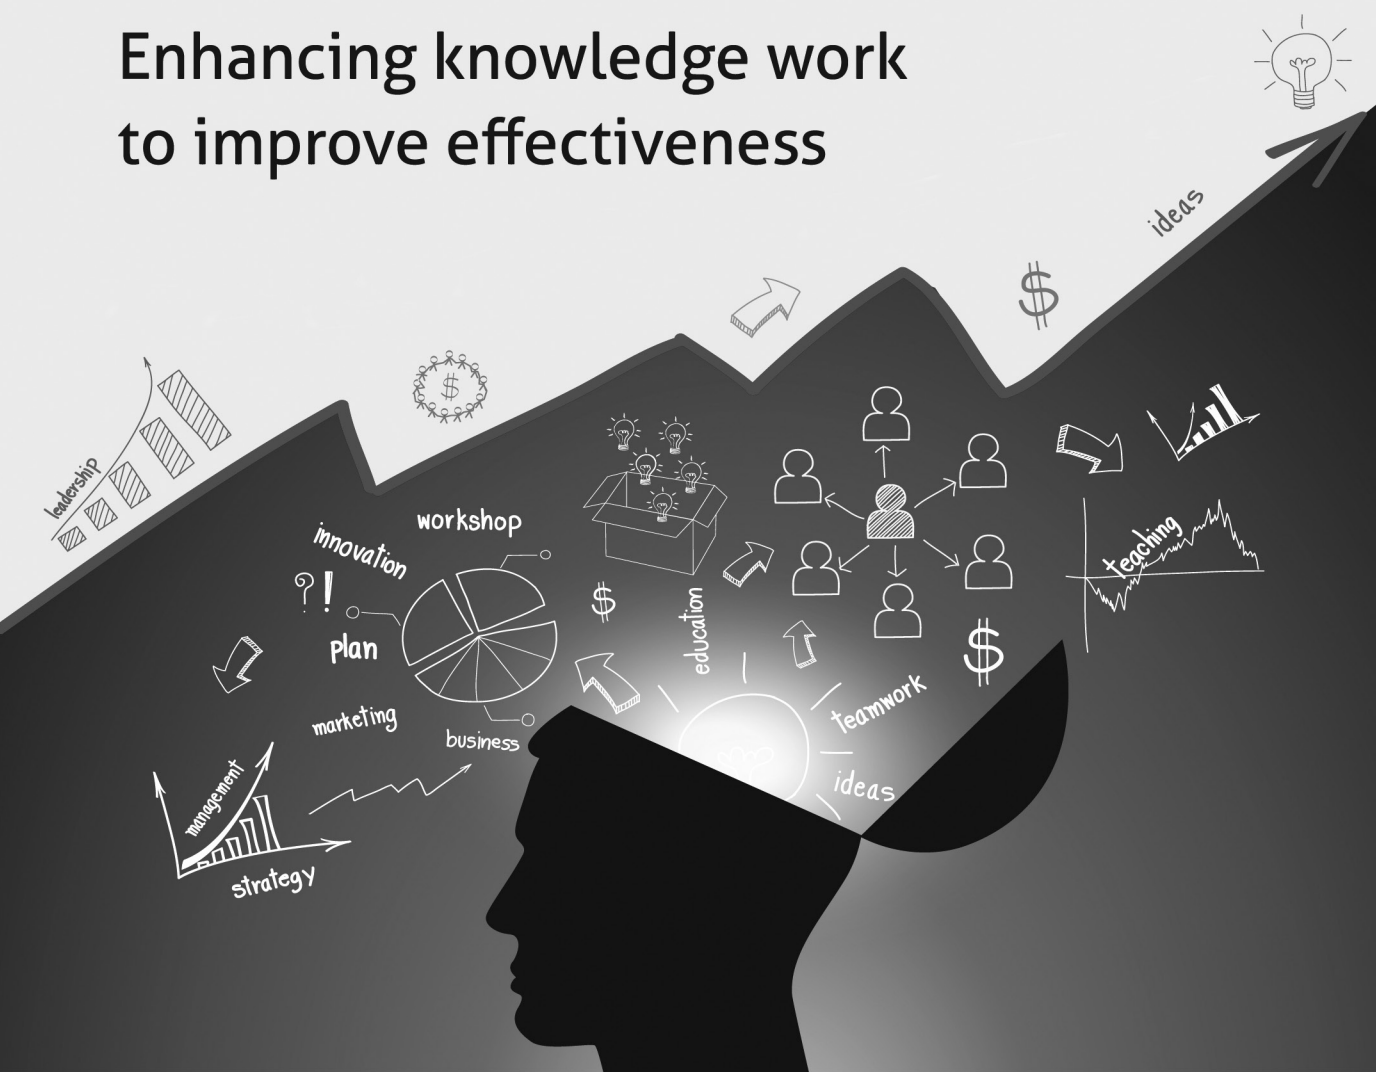 Enhancing knowledge work
to improve effectiveness
ideas
$
$
leadership
workshop
innovation
?!
plan
$
education
teaching
$
teamwork
marketing
business
ideas
management
strategy